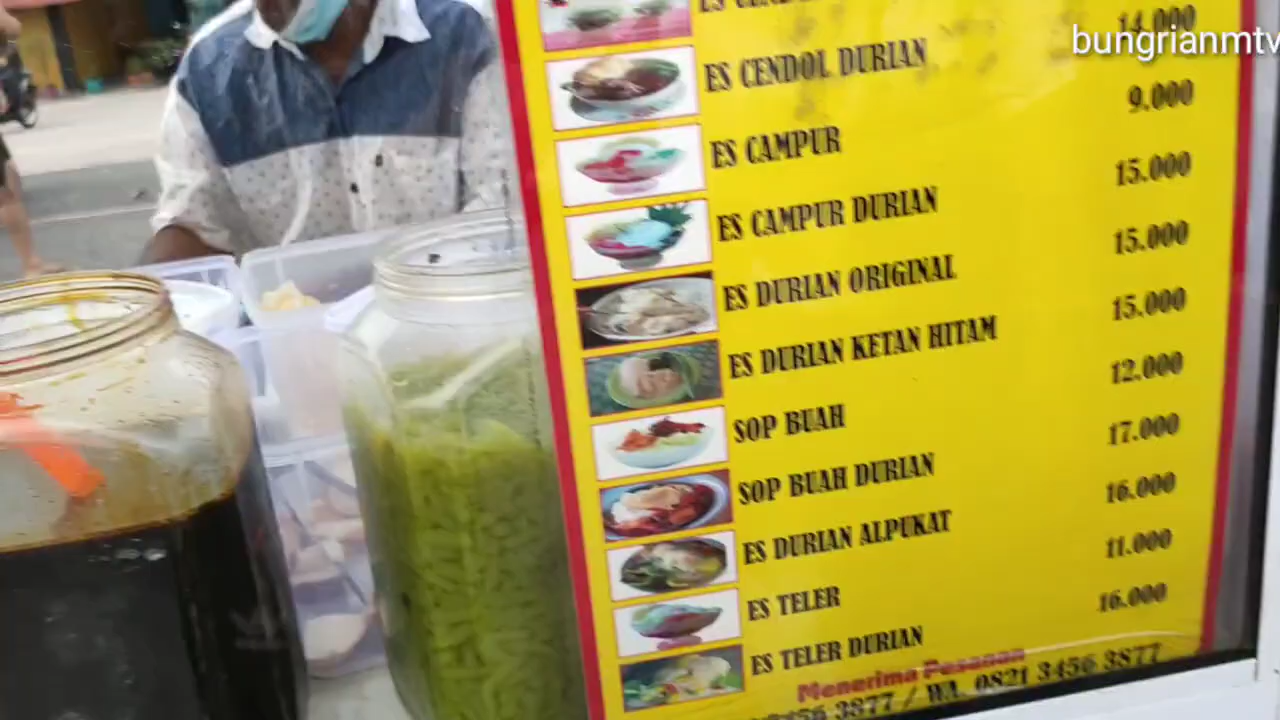 bungrianmtv
14.000
ES CENDOL DURIAN 9.000
ES CAMPUR 15.000
ES CAMPUR DURIAN 15.000
ES DURIAN ORIGINAL 15.000
ES DURIAN KETAN HITAM 12.000
SOP BUAH 17.000
SOP BUAH DURIAN 16.000
ES DURIAN ALPUKAT 11.000
ES TELER 16.000
ES TELER DURIAN
Menerima Pesanan
3877 / WA. 0821 3456 3877